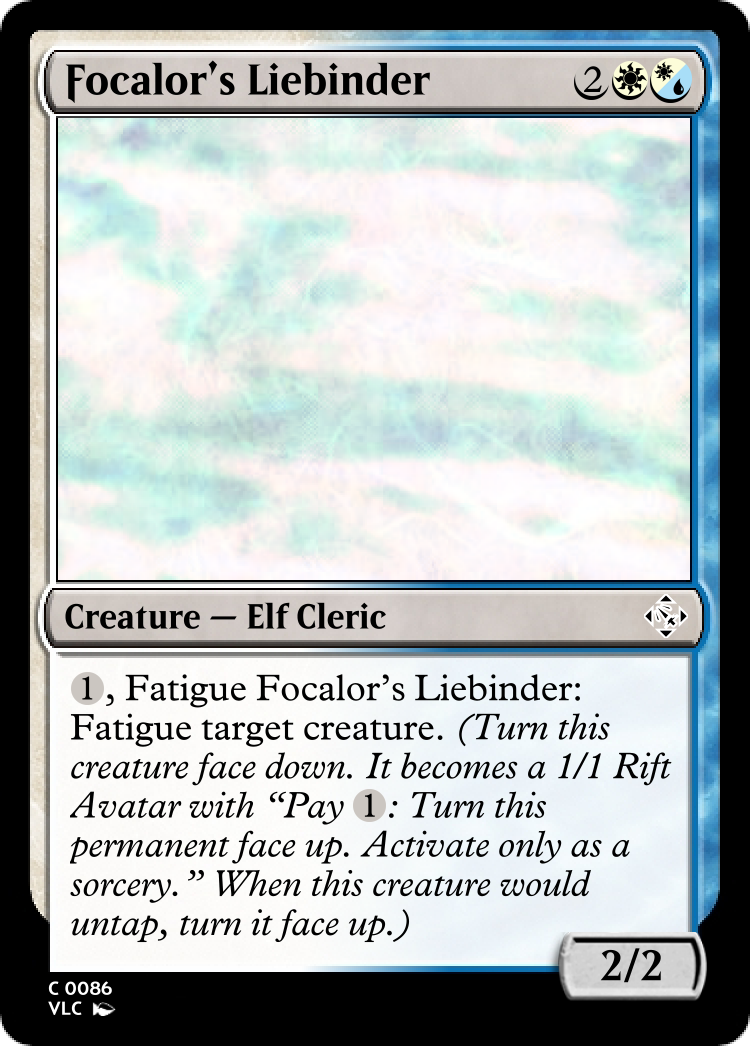 Focalor's Liebinder 2
Creature — Elf Cleric
1, Fatigue Focalor's Liebinder:
Fatigue target creature. (Turn this
creature face down. It becomes a 1/1 Rift
Avatar with “Pay 1: Turn this
permanent face up. Activate only as a
sorcery.” When this creature would
untap, turn it face up.)
2/2
C 0086
VLC